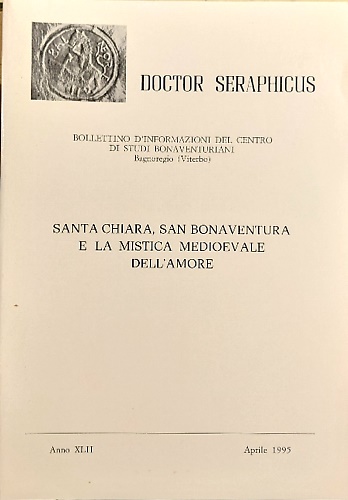 DOCTOR SERAPHICUS
BOLLETTINO D'INFORMAZIONI DEL CENTRO
DI STUDI BONAVENTURIANI
Bagnoregio (Viterbo)
SANTA CHIARA, SAN BONAVENTURA
E LA MISTICA MEDIOEVALE
DELL'AMORE
Anno XLII
Aprile 1995